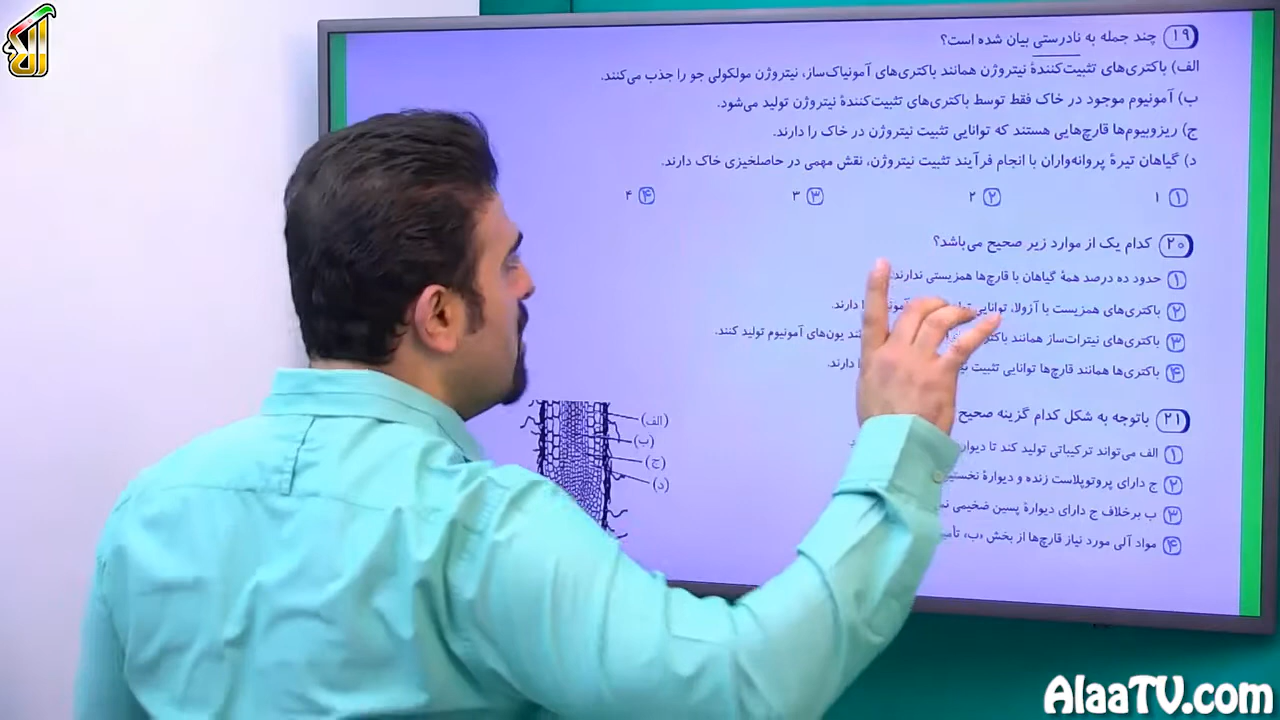 ۱۹ چند جمله به نادرستی بیان شده است؟
الف) باکتری‌های تثبیت‌کنندهٔ نیتروژن همانند باکتری‌های آمونیاک‌ساز، نیتروژن مولکولی جو را جذب می‌کنند.
ب) آمونیوم موجود در خاک فقط توسط باکتری‌های تثبیت‌کنندهٔ نیتروژن تولید می‌شود.
ج) ریزوبیوم‌ها قارچ‌هایی هستند که توانایی تثبیت نیتروژن در خاک را دارند.
د) گیاهان تیرهٔ پروانه‌واران با انجام فرآیند تثبیت نیتروژن، نقش مهمی در حاصلخیزی خاک دارند.
۱ ۱ ۲ ۲ ۳ ۳ ۴ ۴
۲۰ کدام یک از موارد زیر صحیح می‌باشد؟
۱ حدود ده درصد همهٔ گیاهان با قارچ‌ها همزیستی ندارند.
۲ باکتری‌های همزیست با آزولا، توانایی دارند.
۳ باکتری‌های نیترات‌ساز همانند یون‌های آمونیوم تولید کنند.
۴ باکتری‌ها همانند قارچ‌ها توانایی تثبیت دارند.
۲۱ باتوجه به شکل کدام گزینه صحیح
۱ الف می‌تواند ترکیباتی تولید کند تا
۲ ج دارای پروتوپلاست زنده و دیوارهٔ
۳ ب برخلاف ج دارای دیوارهٔ پسین ضخیمی
۴ مواد آلی مورد نیاز قارچ‌ها از بخش «ب»
(الف)
(ب)
(ج)
(د)
AlaaTV.com